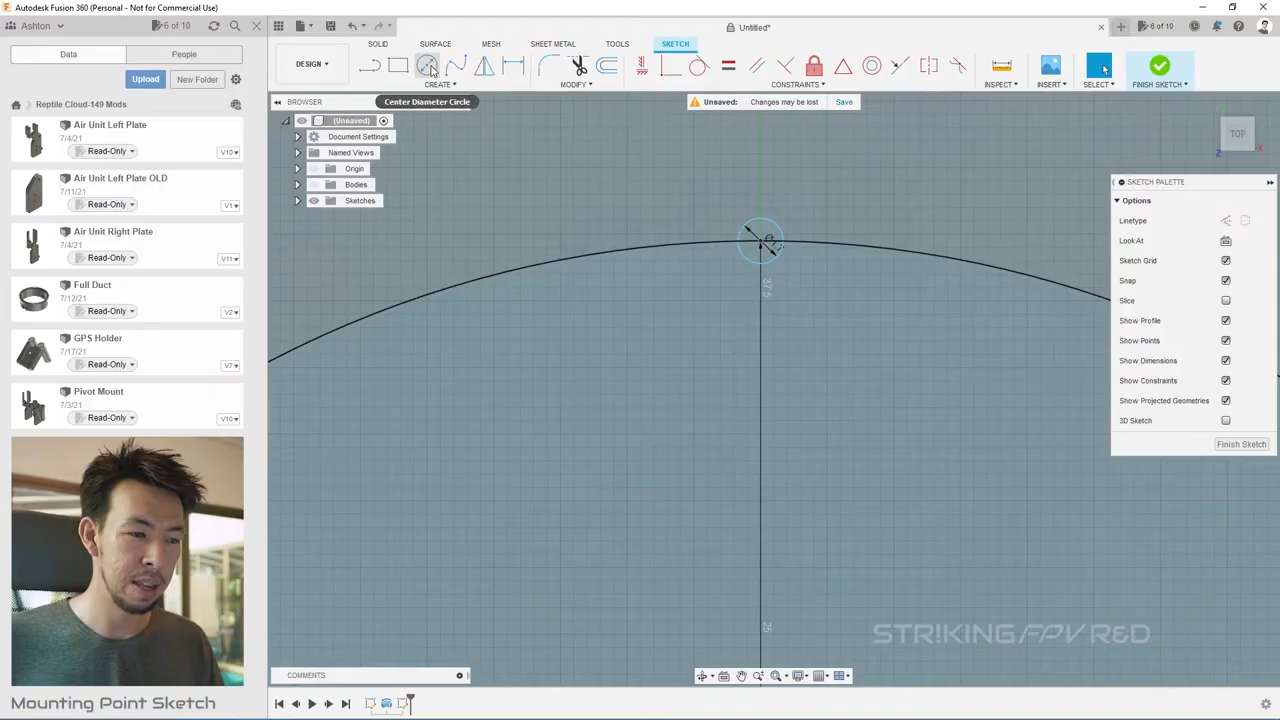 Autodesk Fusion 360 (Personal - Not for Commercial Use)
Ashton
6 of 10
Untitled*
6 of 10
Data
People
SOLID
SURFACE
MESH
SHEET METAL
TOOLS
SKETCH
DESIGN
Upload
New Folder
CREATE
MODIFY
CONSTRAINTS
INSPECT
INSERT
SELECT
FINISH SKETCH
Reptile Cloud-149 Mods
BROWSER
Center Diameter Circle
Unsaved: Changes may be lost
Save
(Unsaved)
Document Settings
Named Views
Origin
Bodies
Sketches
TOP
X
Z
Air Unit Left Plate
7/4/21
Read-Only
V10
Air Unit Left Plate OLD
7/11/21
Read-Only
V1
Air Unit Right Plate
7/4/21
Read-Only
V11
Full Duct
7/12/21
Read-Only
V2
GPS Holder
7/17/21
Read-Only
V7
Pivot Mount
7/3/21
Read-Only
V10
SKETCH PALETTE
Options
Linetype
Look At
Sketch Grid
Snap
Slice
Show Profile
Show Points
Show Dimensions
Show Constraints
Show Projected Geometries
3D Sketch
Finish Sketch
37.5
25
STRIKING FPV R&D
COMMENTS
Mounting Point Sketch